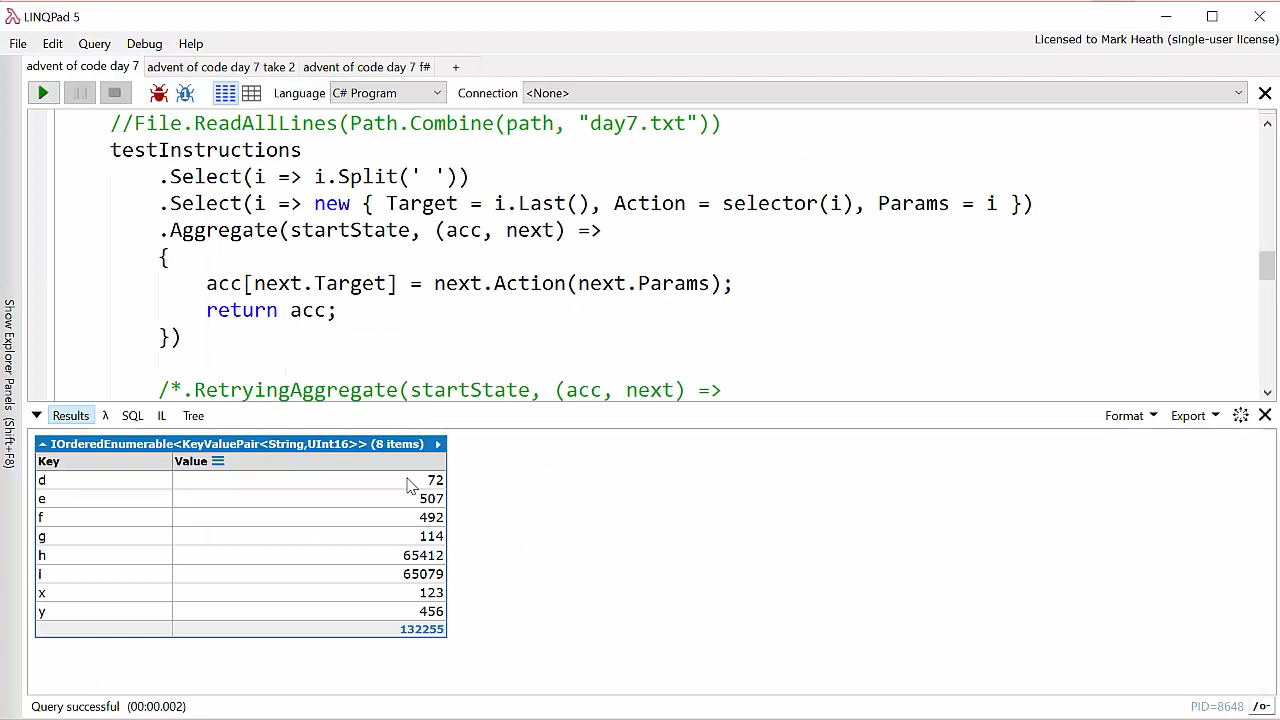 LINQPad 5
File Edit Query Debug Help
Licensed to Mark Heath (single-user license)
advent of code day 7 advent of code day 7 take 2 advent of code day 7 f# +
Language C# Program Connection <None>
//File.ReadAllLines(Path.Combine(path, "day7.txt"))
testInstructions
.Select(i => i.Split(' '))
.Select(i => new { Target = i.Last(), Action = selector(i), Params = i })
.Aggregate(startState, (acc, next) =>
{
acc[next.Target] = next.Action(next.Params);
return acc;
})
/*.RetryingAggregate(startState, (acc, next) =>
Show Explorer Panels (Shift+F8)
Results λ SQL IL Tree Format Export
IOrderedEnumerable<KeyValuePair<String,UInt16>> (8 items)
Key Value
d 72
e 507
f 492
g 114
h 65412
i 65079
x 123
y 456
132255
Query successful (00:00.002)
PID=8648 /o-